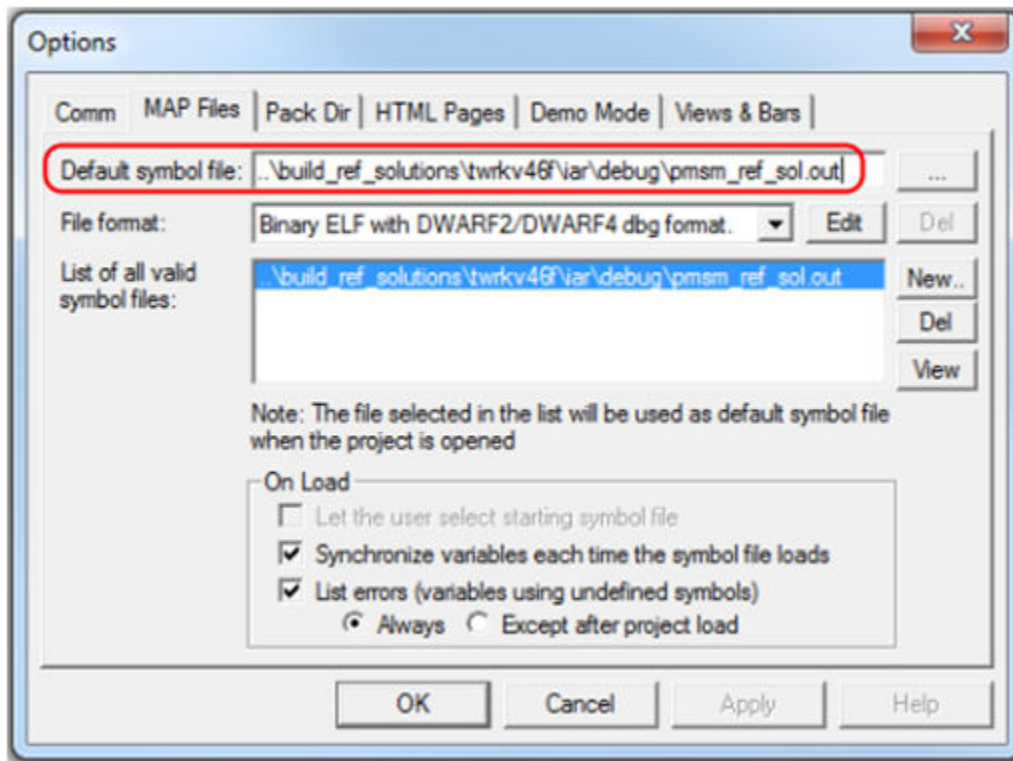 Options
Comm MAP Files Pack Dir HTML Pages Demo Mode Views & Bars
Default symbol file: ..\build_ref_solutions\twrkv46f\iar\debug\pmsm_ref_sol.out ...
File format: Binary ELF with DWARF2/DWARF4 dbg format. Edit Del
List of all valid
symbol files:
..\build_ref_solutions\twrkv46f\iar\debug\pmsm_ref_sol.out
New..
Del
View
Note: The file selected in the list will be used as default symbol file
when the project is opened
On Load
Let the user select starting symbol file
Synchronize variables each time the symbol file loads
List errors (variables using undefined symbols)
Always Except after project load
OK Cancel Apply Help